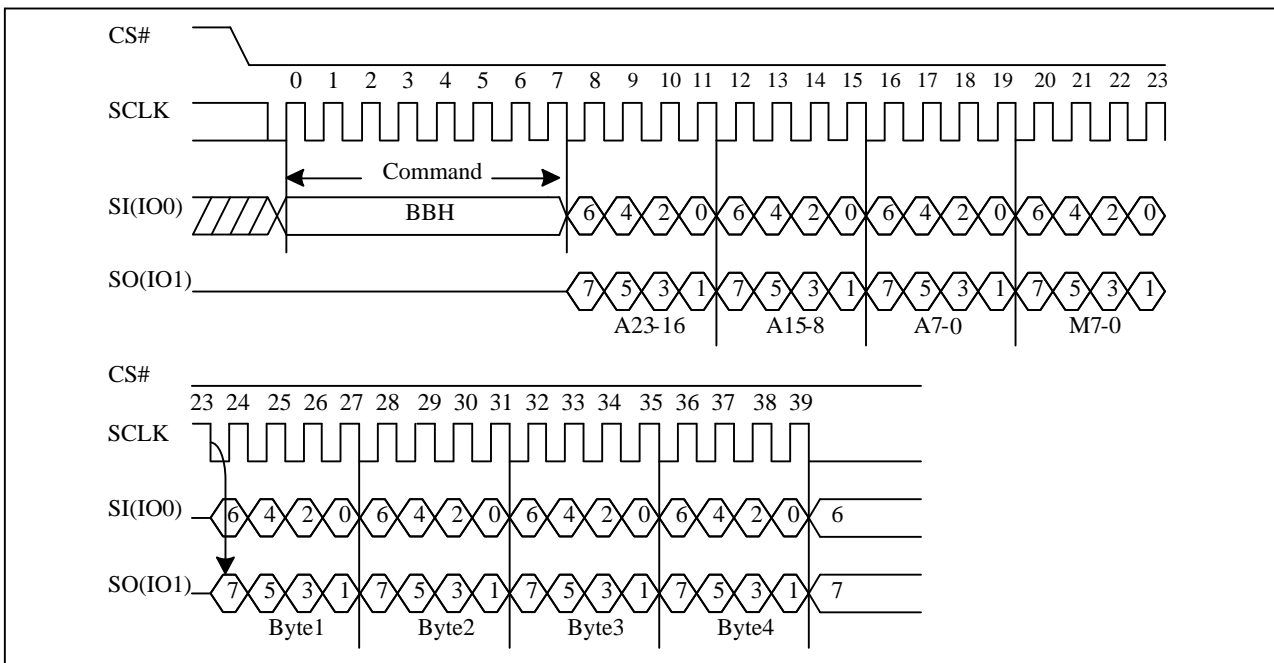 CS#
0 1 2 3 4 5 6 7 8 9 10 11 12 13 14 15 16 17 18 19 20 21 22 23
SCLK
Command
SI(IO0) BBH 6 4 2 0 6 4 2 0 6 4 2 0 6 4 2 0
SO(IO1) 7 5 3 1 7 5 3 1 7 5 3 1 7 5 3 1
A23-16 A15-8 A7-0 M7-0
CS#
23 24 25 26 27 28 29 30 31 32 33 34 35 36 37 38 39
SCLK
SI(IO0) 6 4 2 0 6 4 2 0 6 4 2 0 6 4 2 0 6
SO(IO1) 7 5 3 1 7 5 3 1 7 5 3 1 7 5 3 1 7
Byte1 Byte2 Byte3 Byte4